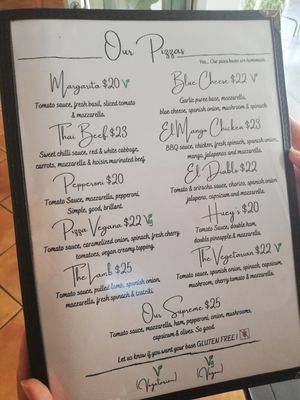 Our Pizzas
Yes... Our pizza bases are homemade...
Margarita $20
Tomato sauce, fresh basil, sliced tomato
& mozzarella.
Thai Beef $23
Sweet chilli sauce, red & white cabbage,
carrots, mozzarella & hoisin marinated beef.
Pepperoni $20
Tomato Sauce, mozzarella, pepperoni.
Simple, good, brilliant.
Pizza Vegana $22
Tomato sauce, caramelized onion, spinach, fresh cherry
tomatoes, vegan creamy topping.
The Lamb $25
Tomato sauce, pulled lamb, spanish onion,
mozzarella, fresh spinach & tzatziki.
Blue Cheese $22
Garlic puree base, mozzarella,
blue cheese, spanish onion, mushroom & spinach
El Mango Chicken $23
BBQ sauce, chicken, fresh spinach, spanish onion,
mango, jalapenos and mozzarella.
El Diablo $22
Tomato & sriracha sauce, chorizo, spanish onion,
jalapeno, capsicum and mozzarella.
Huey's $20
Tomato Sauce, double ham,
double pineapple & mozzarella.
The Vegetarian $22
Tomato sauce, spanish onion, spinach, capsicum,
mushroom, cherry tomato & mozzarella.
Our Supreme $25
Tomato sauce, mozzarella, ham, pepperoni, onion, mushrooms,
capsicum & olives. So good.
Let us know if you want your base GLUTEN FREE!
(Vegetarian)
(Vegan)